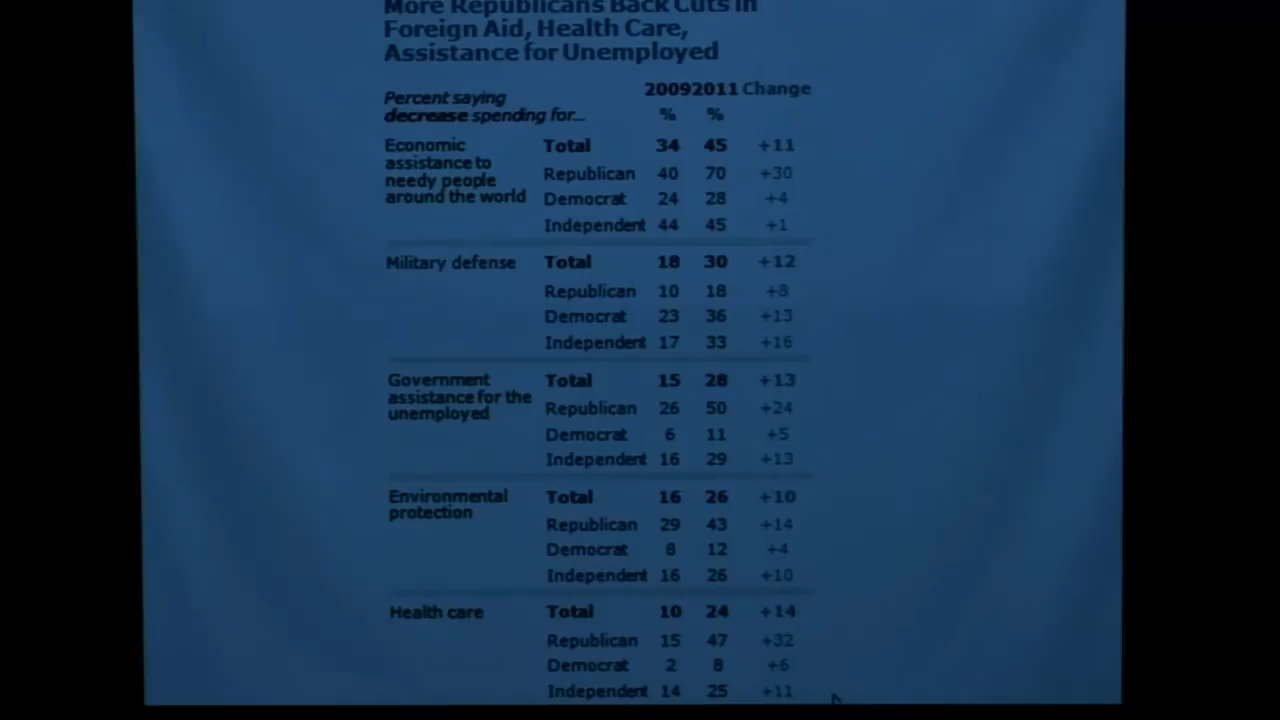 More Republicans Back Cuts in
Foreign Aid, Health Care,
Assistance for Unemployed
2009 2011 Change
Percent saying
decrease spending for... % %
Economic assistance to needy people around the world Total 34 45 +11
Republican 40 70 +30
Democrat 24 28 +4
Independent 44 45 +1
Military defense Total 18 30 +12
Republican 10 18 +8
Democrat 23 36 +13
Independent 17 33 +16
Government assistance for the unemployed Total 15 28 +13
Republican 26 50 +24
Democrat 6 11 +5
Independent 16 29 +13
Environmental protection Total 16 26 +10
Republican 29 43 +14
Democrat 8 12 +4
Independent 16 26 +10
Health care Total 10 24 +14
Republican 15 47 +32
Democrat 2 8 +6
Independent 14 25 +11